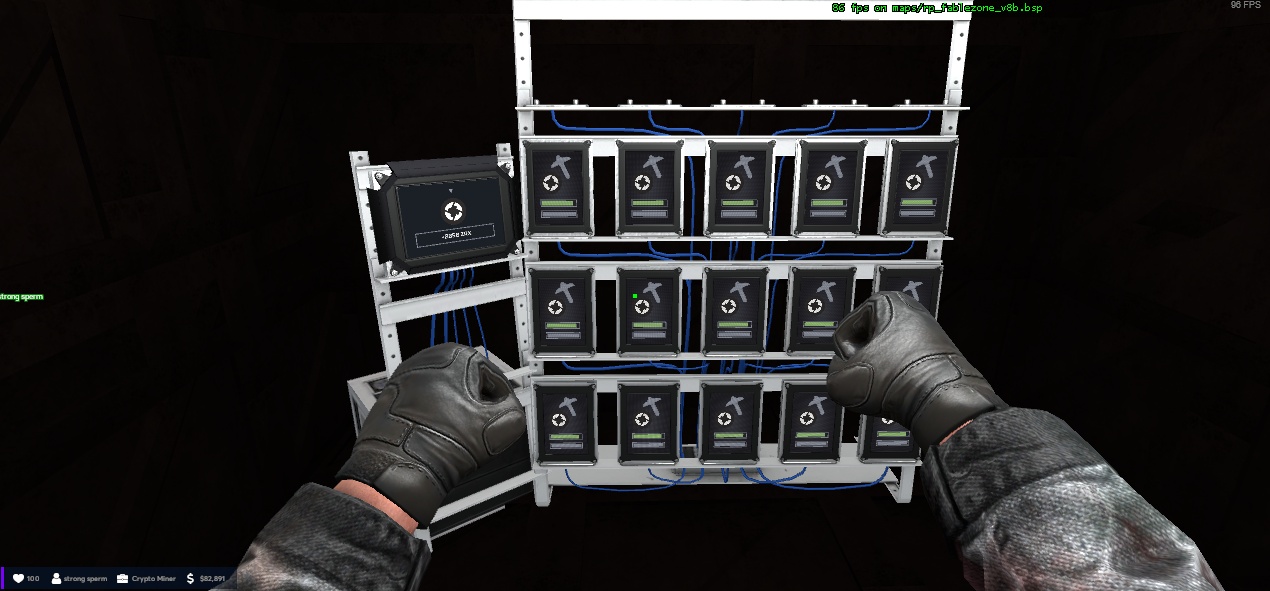 86 fps on maps/rp_fablezone_v8b.bsp
96 FPS
strong sperm
100
strong sperm
Crypto Miner
$82,891